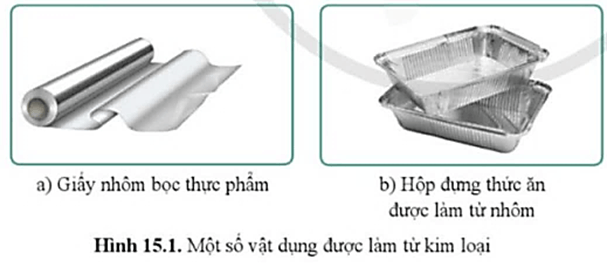 a) Giấy nhôm bọc thực phẩm
b) Hộp đựng thức ăn
được làm từ nhôm
Hình 15.1. Một số vật dụng được làm từ kim loại